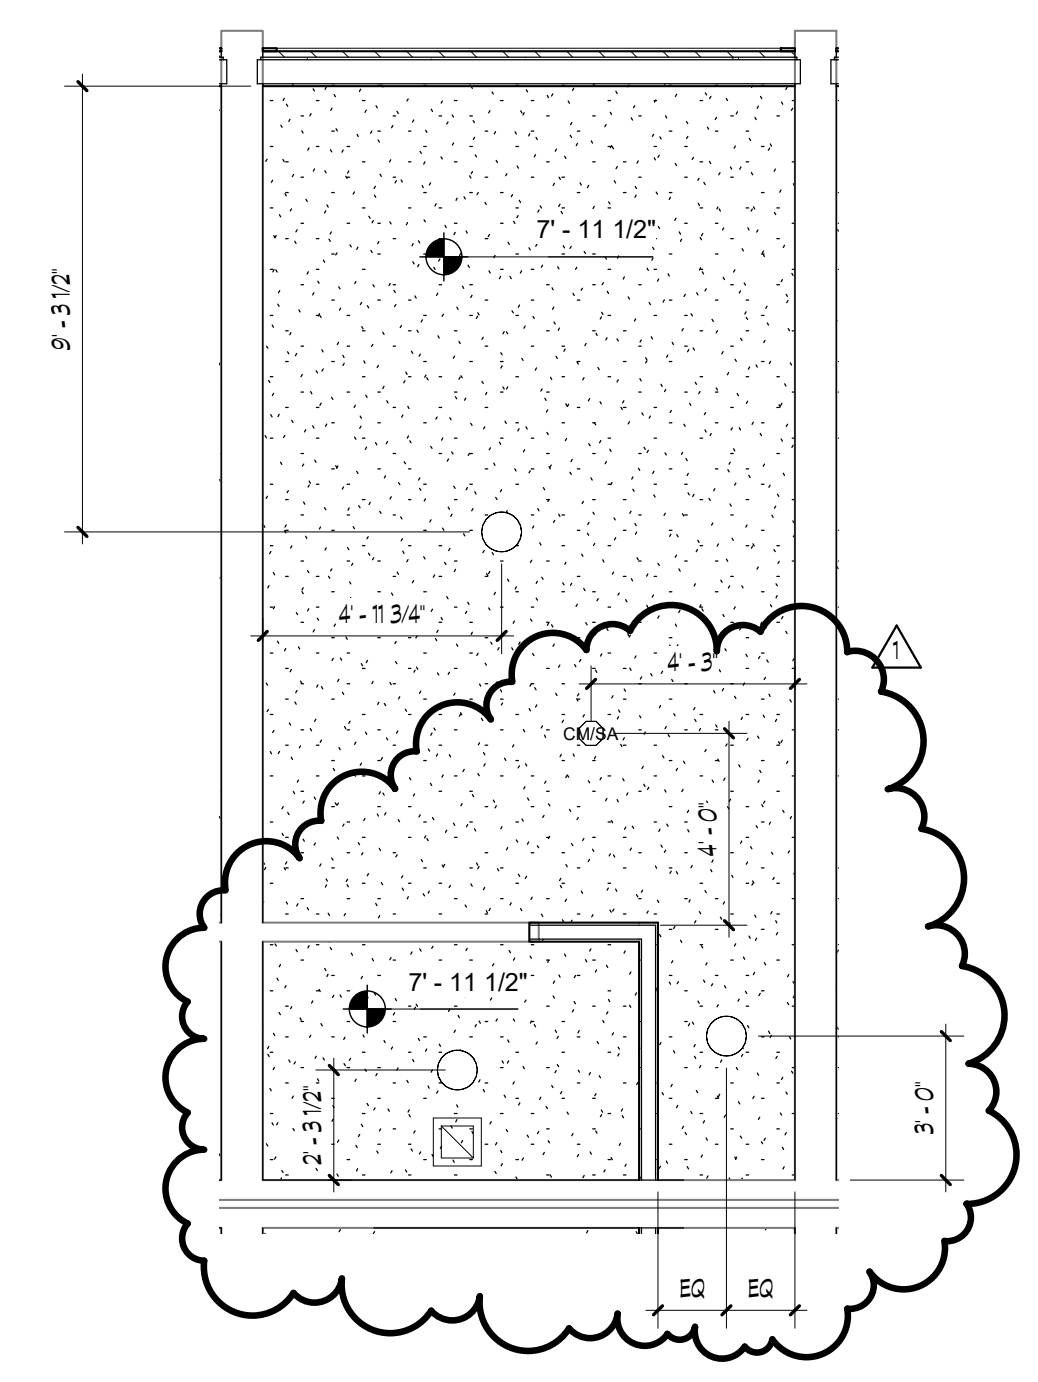 7' - 11 1/2"
9' - 3 1/2"
4' - 11 3/4"
1
4' - 3"
CM/SA
4' - 0"
7' - 11 1/2"
2' - 3 1/2"
3' - 0"
EQ EQ